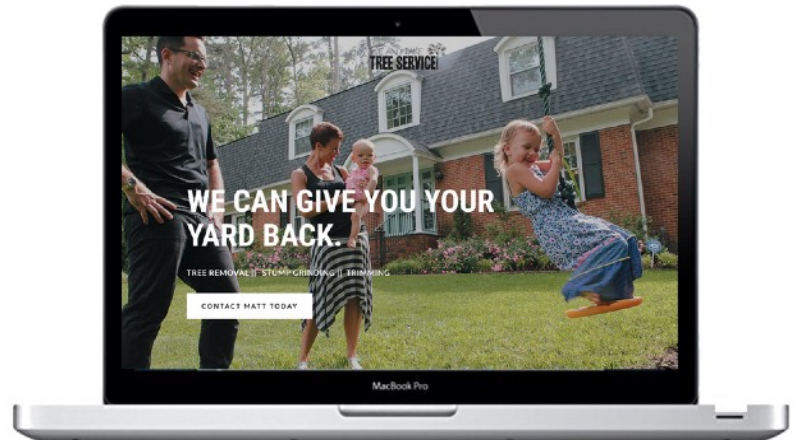 TREE SERVICE
WE CAN GIVE YOU YOUR
YARD BACK.
TREE REMOVAL || STUMP GRINDING || TRIMMING
CONTACT MATT TODAY
MacBook Pro